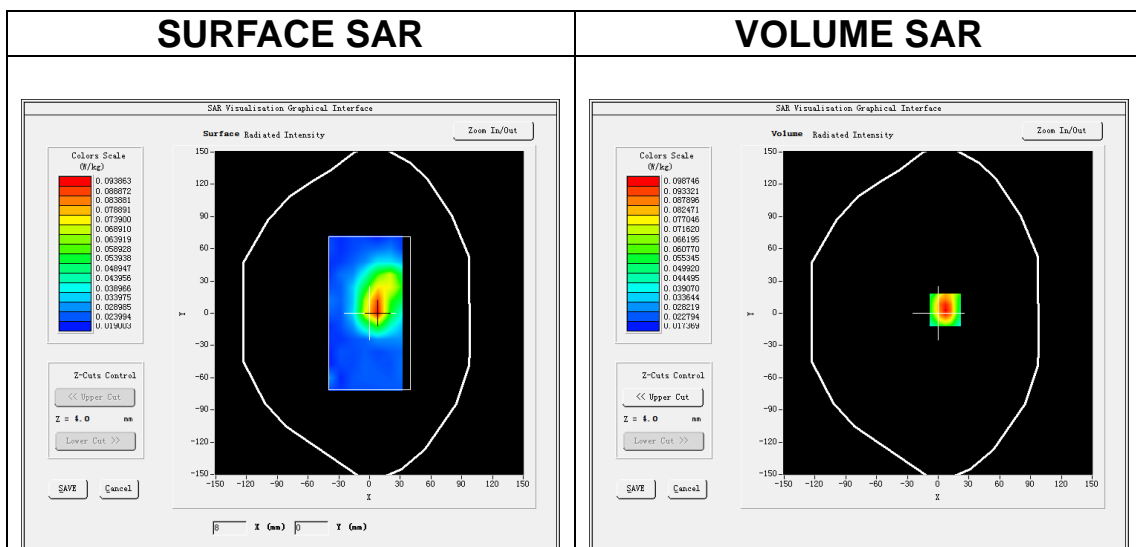 SURFACE SAR
VOLUME SAR
SAR Visualisation Graphical Interface
Surface Radiated Intensity
Zoom In/Out
Colors Scale
(W/kg)
0.093863
0.088872
0.083881
0.078891
0.073900
0.068910
0.063919
0.058928
0.053938
0.048947
0.043956
0.038966
0.033975
0.028985
0.023994
0.019003
Z-Cuts Control
<< Upper Cut
Z = 4.0 mm
Lower Cut >>
SAVE
Cancel
150
120
90
60
30
0
-30
-60
-90
-120
-150
Y
-150 -120 -90 -60 -30 0 30 60 90 120 150
X
8 X (mm) 0 Y (mm)
SAR Visualisation Graphical Interface
Volume Radiated Intensity
Zoom In/Out
Colors Scale
(W/kg)
0.098746
0.093321
0.087896
0.082471
0.077046
0.071620
0.066195
0.060770
0.055345
0.049920
0.044495
0.039070
0.033644
0.028219
0.022794
0.017369
Z-Cuts Control
<< Upper Cut
Z = 4.0 mm
Lower Cut >>
SAVE
Cancel
150
120
90
60
30
0
-30
-60
-90
-120
-150
Y
-150 -120 -90 -60 -30 0 30 60 90 120 150
X